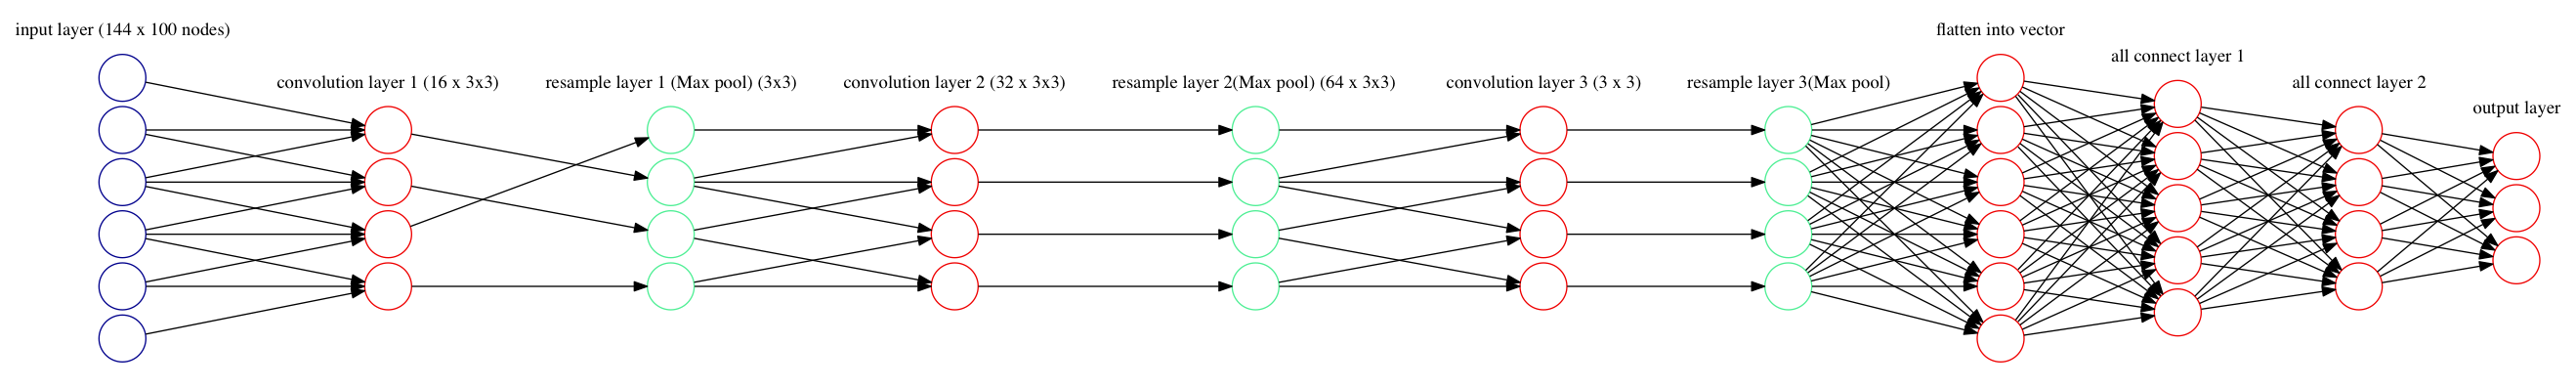 input layer (144 x 100 nodes)
convolution layer 1 (16 x 3x3)
resample layer 1 (Max pool) (3x3)
convolution layer 2 (32 x 3x3)
resample layer 2(Max pool) (64 x 3x3)
convolution layer 3 (3 x 3)
resample layer 3(Max pool)
flatten into vector
all connect layer 1
all connect layer 2
output layer